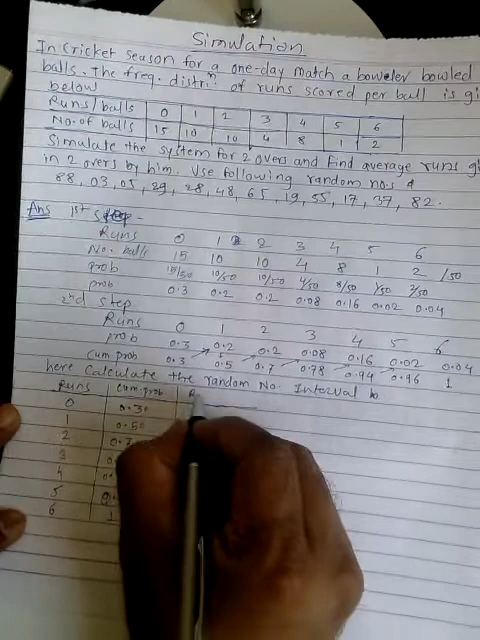 Simulation
In Cricket season for a one-day match a boweler bowled
balls. The freq. distriⁿ of runs scored per ball is gi
below
Runs/balls 0 1 2 3 4 5 6
No. of balls 15 10 10 4 8 1 2
Simulate the system for 2 overs and find average runs gi
in 2 overs by him. Use following random no.s
88, 03, 05, 29, 28, 48, 65, 19, 55, 17, 37, 82.
Ans 1st step-
Runs 0 1 2 3 4 5 6
No. balls 15 10 10 4 8 1 2 /50
prob 15/50 10/50 10/50 4/50 8/50 1/50 2/50
prob 0.3 0.2 0.2 0.08 0.16 0.02 0.04
2nd step
Runs 0 1 2 3 4 5 6
prob 0.3 0.2 0.2 0.08 0.16 0.02 0.04
Cum prob 0.3 0.5 0.7 0.78 0.94 0.96 1
here Calculate the random No. Interval
Runs Cum.prob
0 0.30
1 0.50
2
3
4
5
6 1